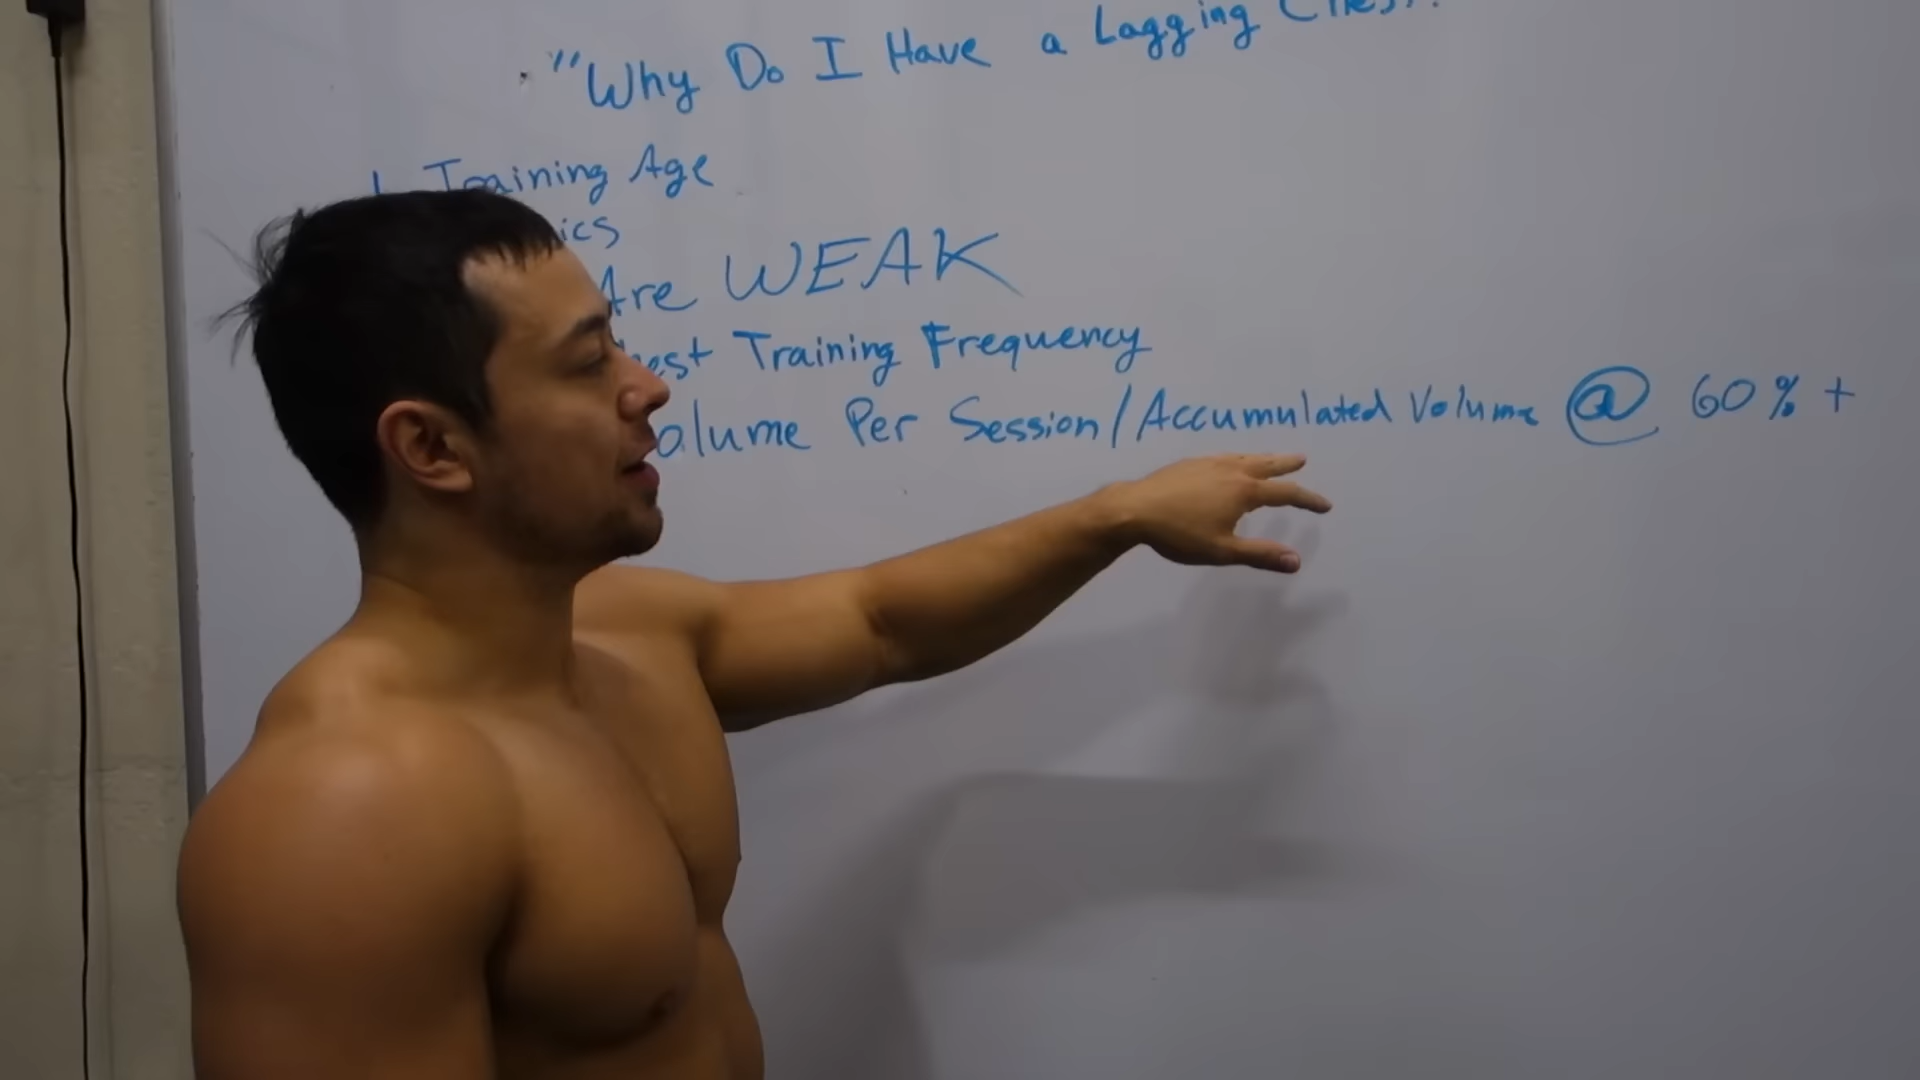 "Why Do I Have a Lagging
Training Age
ics
Are WEAK
est Training Frequency
olume Per Session/Accumulated Volume @ 60% +